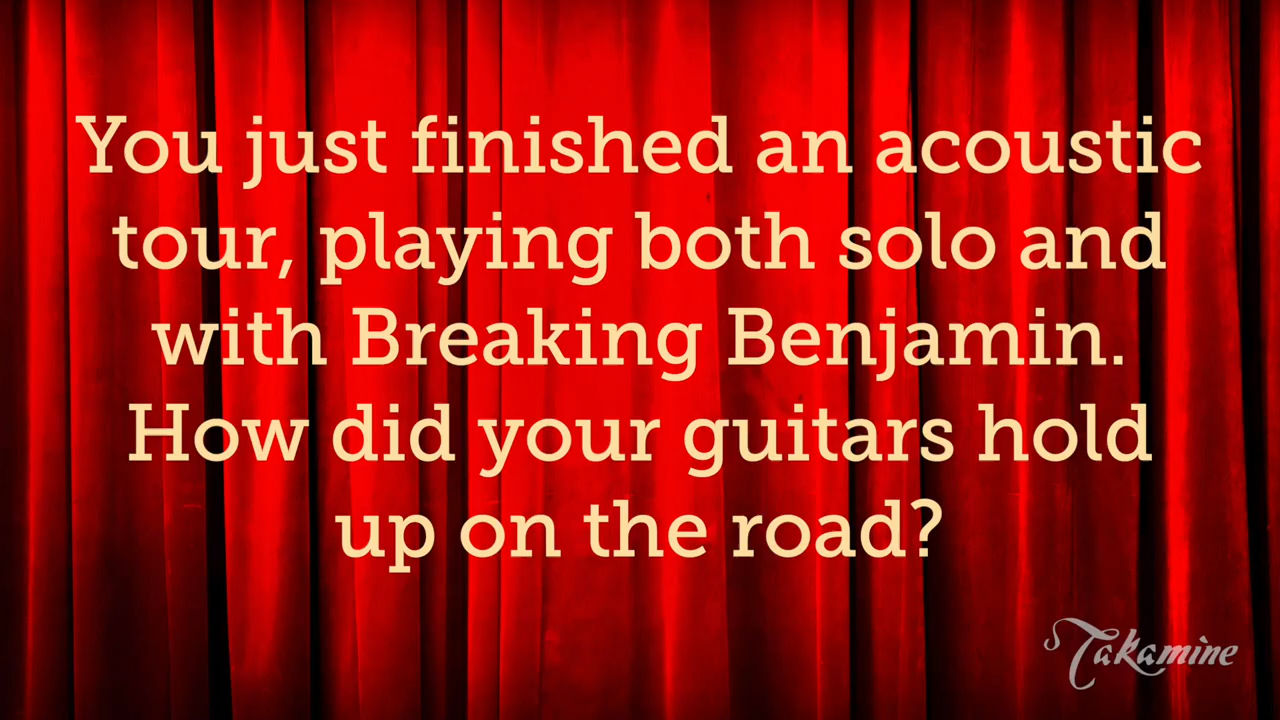 You just finished an acoustic
tour, playing both solo and
with Breaking Benjamin.
How did your guitars hold
up on the road?
Takamine